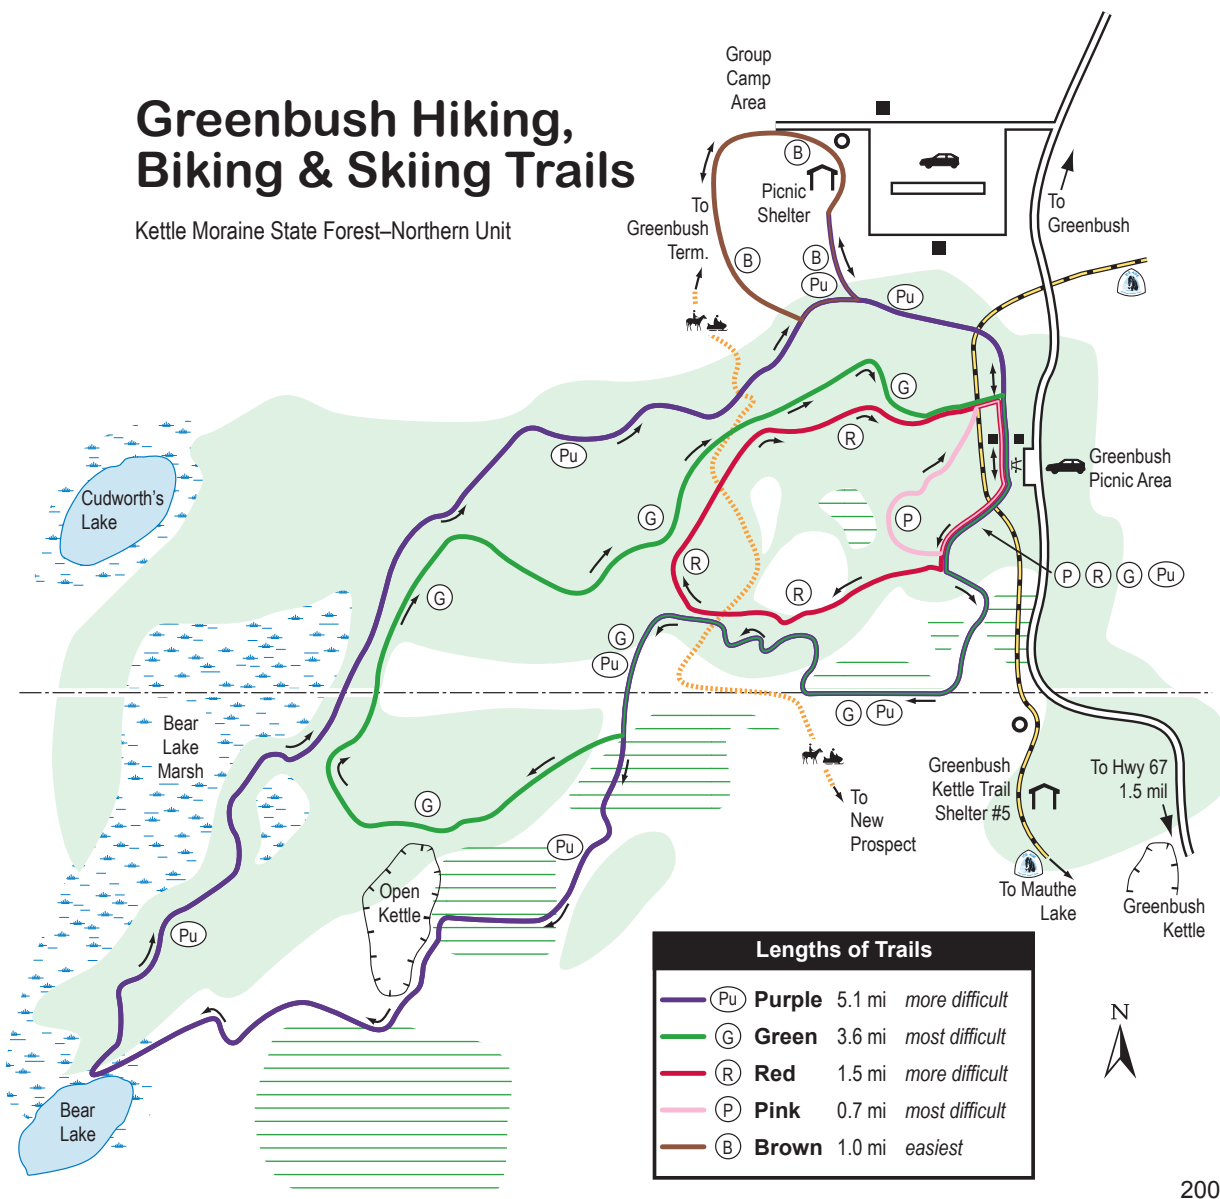 Greenbush Hiking,
Biking & Skiing Trails
Kettle Moraine State Forest–Northern Unit
Group
Camp
Area
B
Picnic
Shelter
To
Greenbush
To
Greenbush
Term.
B
B
Pu
Pu
G
R
Pu
Greenbush
Picnic Area
Cudworth's
Lake
G
P
R
P R G Pu
G
R
G
Pu
G Pu
Bear
Lake
Marsh
Greenbush
Kettle Trail
Shelter #5
To Hwy 67
1.5 mil
To
New
Prospect
G
Pu
Open
Kettle
To Mauthe
Lake
Greenbush
Kettle
Pu
Lengths of Trails
Pu Purple 5.1 mi more difficult
G Green 3.6 mi most difficult
R Red 1.5 mi more difficult
P Pink 0.7 mi most difficult
B Brown 1.0 mi easiest
N
Bear
Lake
200